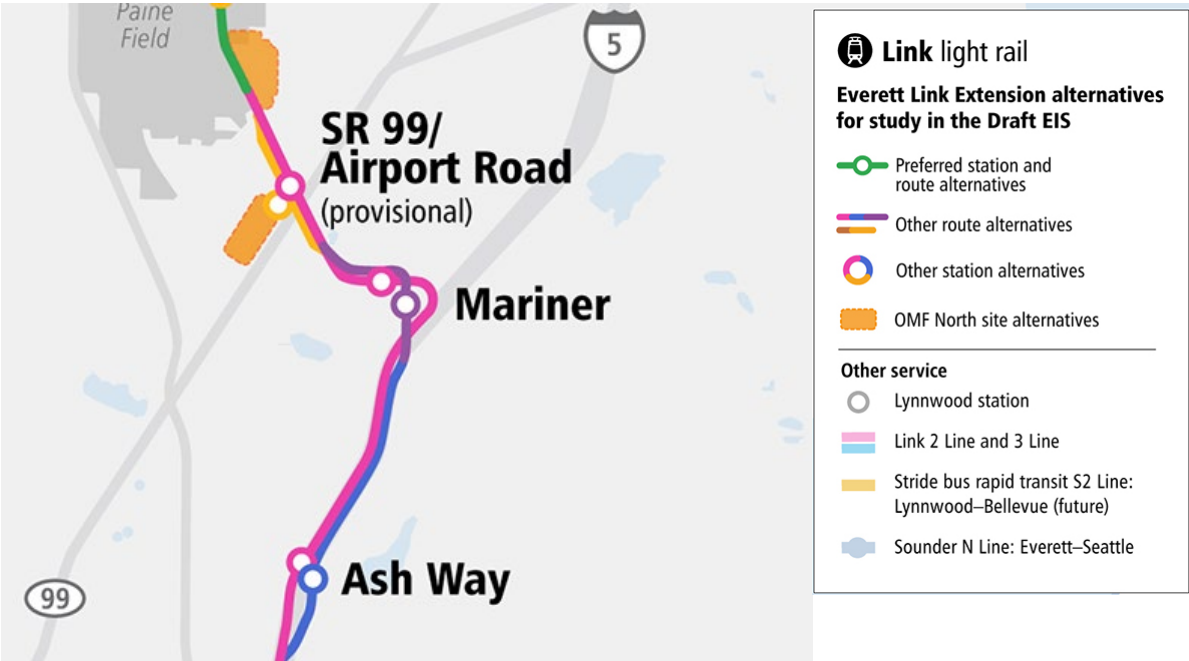 Paine
Field
5
SR 99/
Airport Road
(provisional)
Mariner
Ash Way
99
Link light rail
Everett Link Extension alternatives
for study in the Draft EIS
Preferred station and
route alternatives
Other route alternatives
Other station alternatives
OMF North site alternatives
Other service
Lynnwood station
Link 2 Line and 3 Line
Stride bus rapid transit S2 Line:
Lynnwood–Bellevue (future)
Sounder N Line: Everett–Seattle